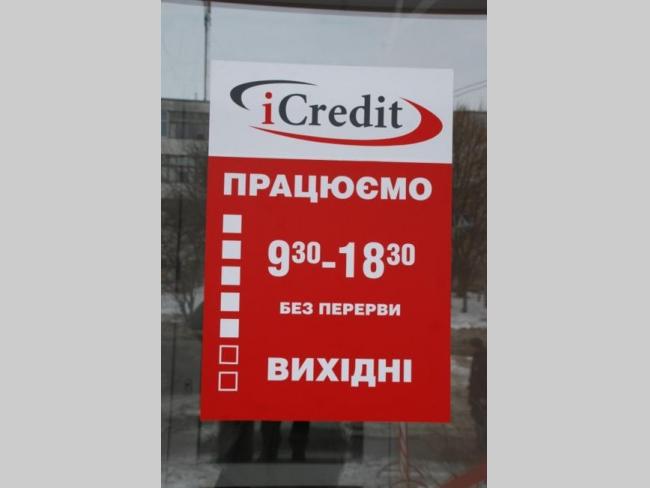 iCredit
ПРАЦЮЄМО
9³⁰-18³⁰
БЕЗ ПЕРЕРВИ
ВИХІДНІ